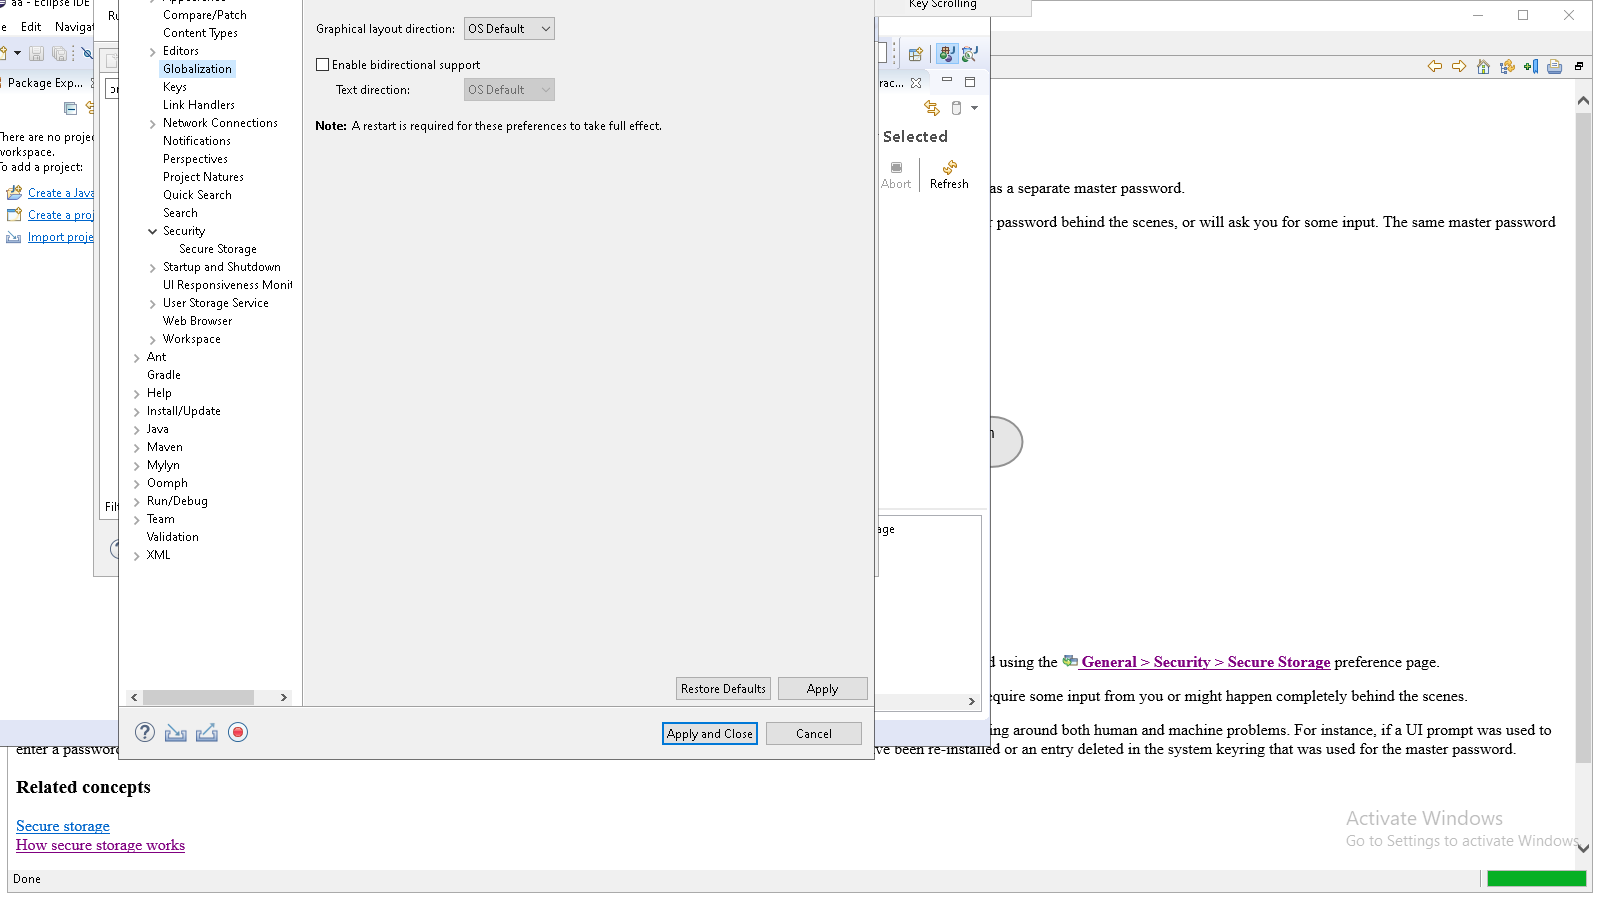 aa - Eclipse IDE
Edit Navigat
Package Exp...
There are no projec
workspace.
To add a project:
Create a Java
Create a proj
Import proje
Compare/Patch
Content Types
Editors
Globalization
Keys
Link Handlers
Network Connections
Notifications
Perspectives
Project Natures
Quick Search
Search
Security
Secure Storage
Startup and Shutdown
UI Responsiveness Monit
User Storage Service
Web Browser
Workspace
Ant
Gradle
Help
Install/Update
Java
Maven
Mylyn
Oomph
Run/Debug
Team
Validation
XML
Graphical layout direction: OS Default
Enable bidirectional support
Text direction: OS Default
Note: A restart is required for these preferences to take full effect.
Restore Defaults Apply
Apply and Close Cancel
Key Scrolling
Selected
Abort Refresh
as a separate master password.
r password behind the scenes, or will ask you for some input. The same master password
d using the General > Security > Secure Storage preference page.
quire some input from you or might happen completely behind the scenes.
ing around both human and machine problems. For instance, if a UI prompt was used to
enter a password ve been re-installed or an entry deleted in the system keyring that was used for the master password.
Related concepts
Secure storage
How secure storage works
Activate Windows
Go to Settings to activate Windows.
Done